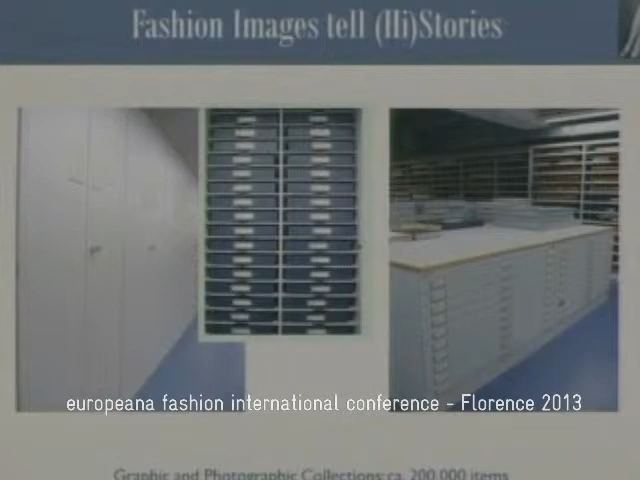 Fashion Images tell (Hi)Stories
europeana fashion international conference - Florence 2013
Graphic and Photographic Collections: ca. 200.000 items